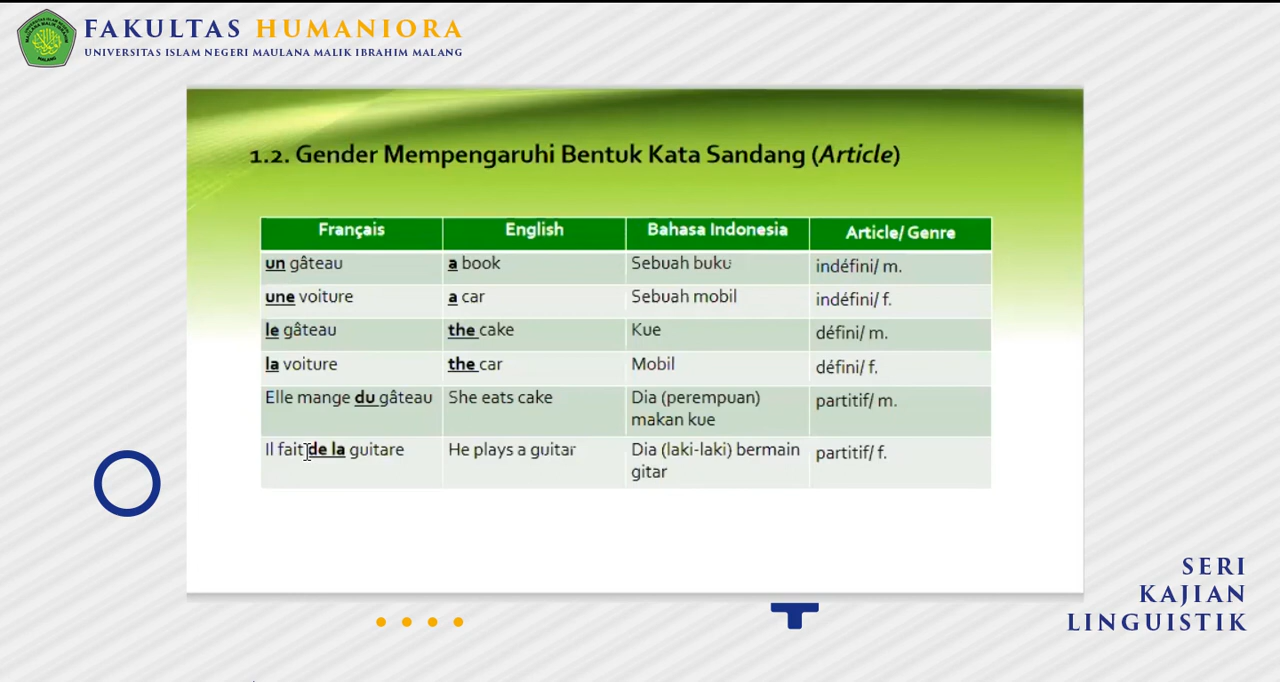 FAKULTAS HUMANIORA
UNIVERSITAS ISLAM NEGERI MAULANA MALIK IBRAHIM MALANG
1.2. Gender Mempengaruhi Bentuk Kata Sandang (Article)
Français English Bahasa Indonesia Article/ Genre
un gâteau a book Sebuah buku indéfini/ m.
une voiture a car Sebuah mobil indéfini/ f.
le gâteau the cake Kue défini/ m.
la voiture the car Mobil défini/ f.
Elle mange du gâteau She eats cake Dia (perempuan) makan kue partitif/ m.
Il fait de la guitare He plays a guitar Dia (laki-laki) bermain gitar partitif/ f.
SERI
KAJIAN
LINGUISTIK